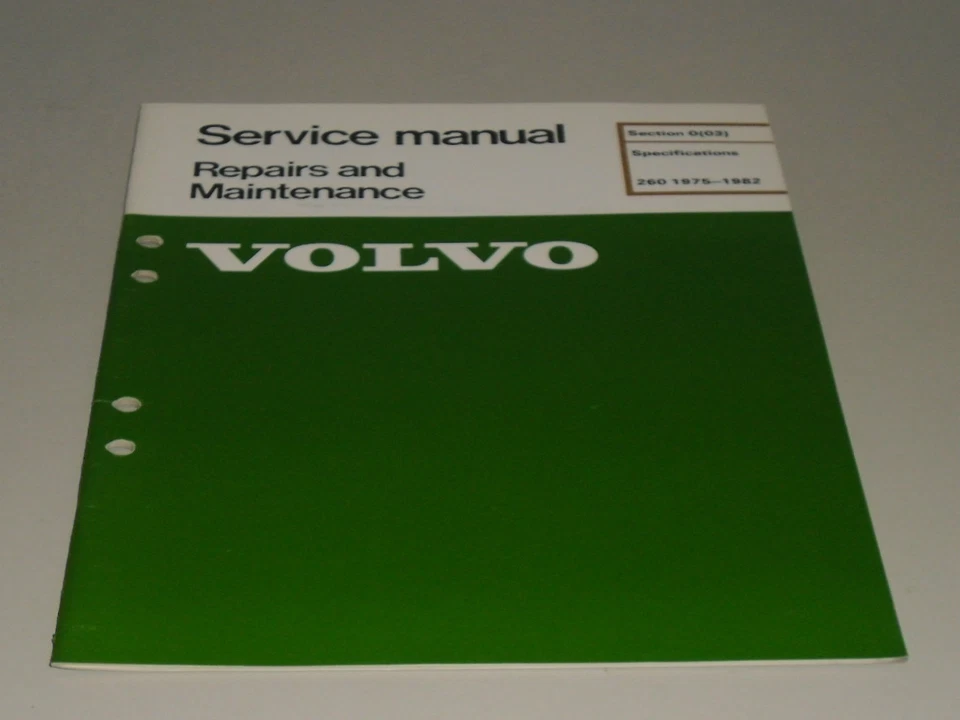 Service manual
Repairs and
Maintenance
Section 0(03)
Specifications
260 1975–1982
VOLVO